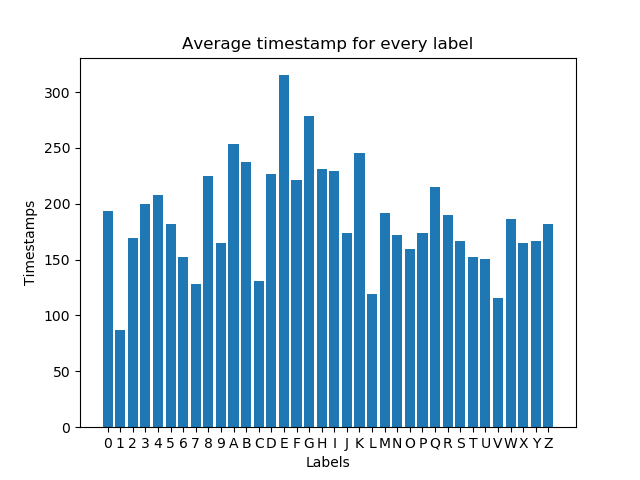 Average timestamp for every label
Timestamps
300
250
200
150
100
50
0
0 1 2 3 4 5 6 7 8 9 A B C D E F G H I J K L M N O P Q R S T U V W X Y Z
Labels